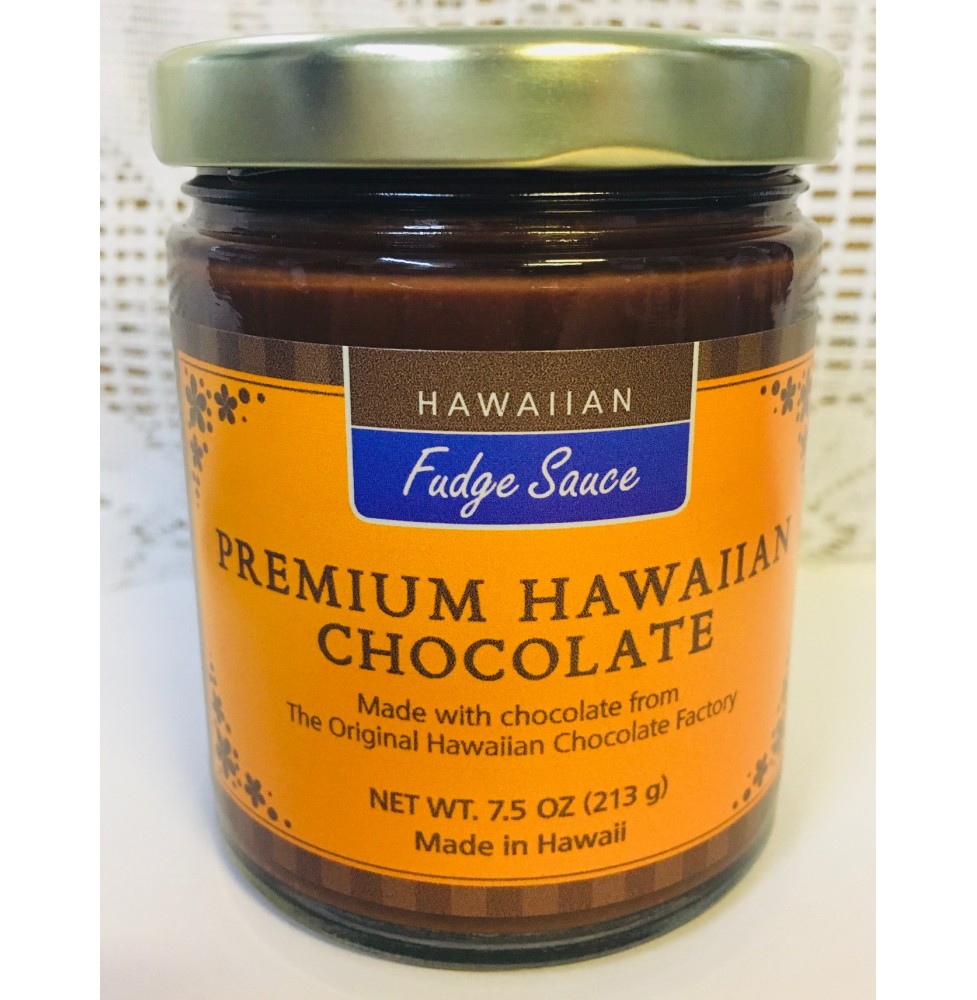 HAWAIIAN
Fudge Sauce
PREMIUM HAWAIIAN
CHOCOLATE
Made with chocolate from
The Original Hawaiian Chocolate Factory
NET WT. 7.5 OZ (213 g)
Made in Hawaii